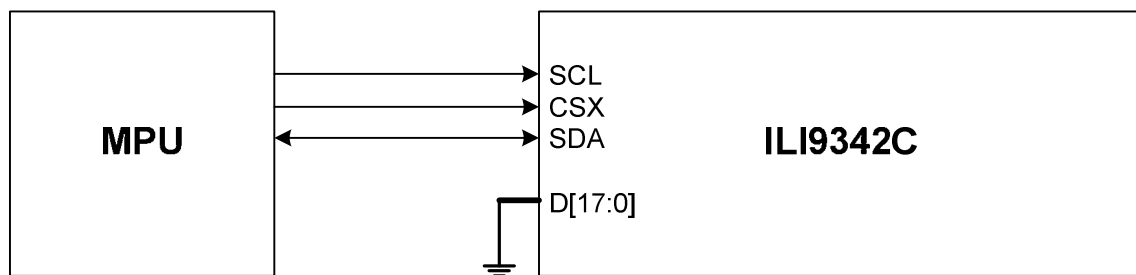 SCL
CSX
MPU
SDA
ILI9342C
D[17:0]